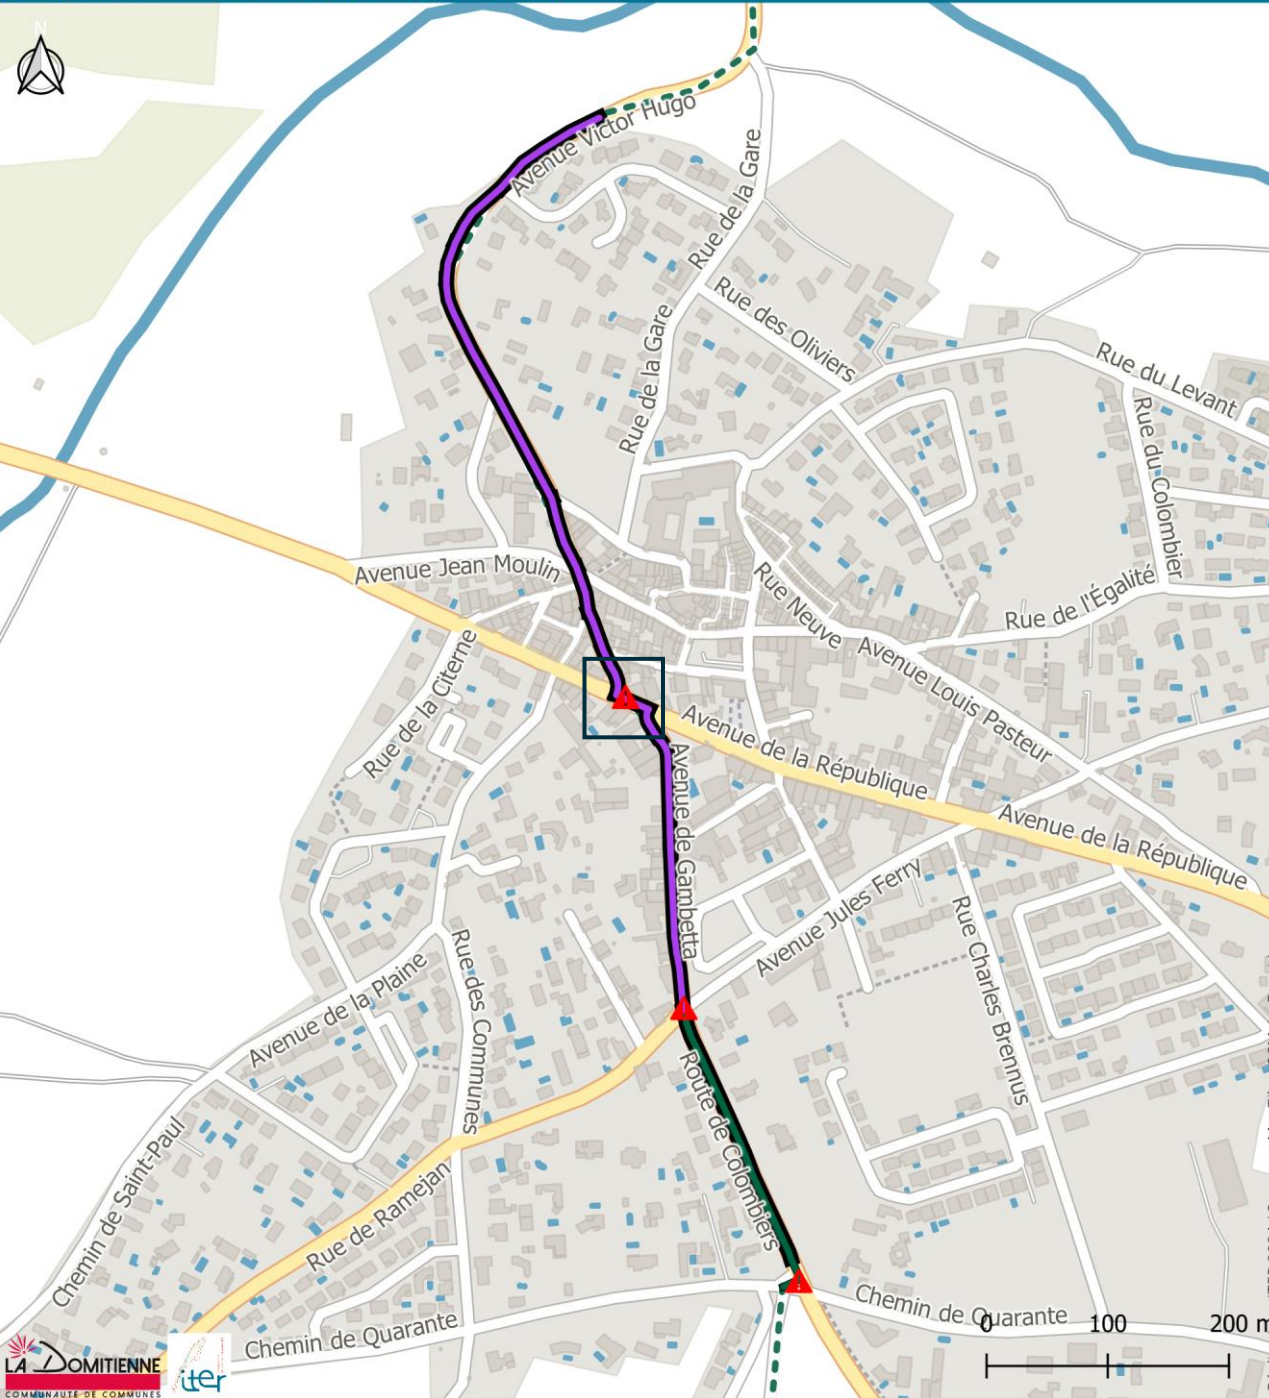 N
Avenue Victor Hugo
Rue de la Gare
Rue des Oliviers
Rue de la Gare
Rue du Levant
Rue du Colombier
Avenue Jean Moulin
Rue Neuve
Rue de l'Égalité
Rue de la Citerne
Avenue Louis Pasteur
Avenue de la République
Avenue de Gambetta
Avenue de la République
Avenue Jules Ferry
Rue Charles Brennus
Rue des Communes
Avenue de la Plaine
Route de Colombiers
Chemin de Saint-Paul
Rue de Ramejan
Chemin de Quarante
Chemin de Quarante
0 100 200 m
LA DOMITIENNE
COMMUNAUTÉ DE COMMUNES
iter